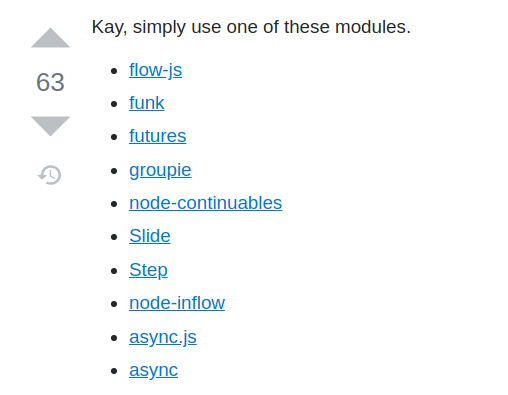 Kay, simply use one of these modules.
63
flow-js
funk
futures
groupie
node-continuables
Slide
Step
node-inflow
async.js
async